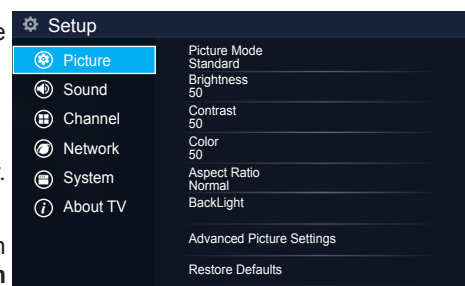 Setup
Picture
Sound
Channel
Network
System
About TV
Picture Mode
Standard
Brightness
50
Contrast
50
Color
50
Aspect Ratio
Normal
BackLight
Advanced Picture Settings
Restore Defaults